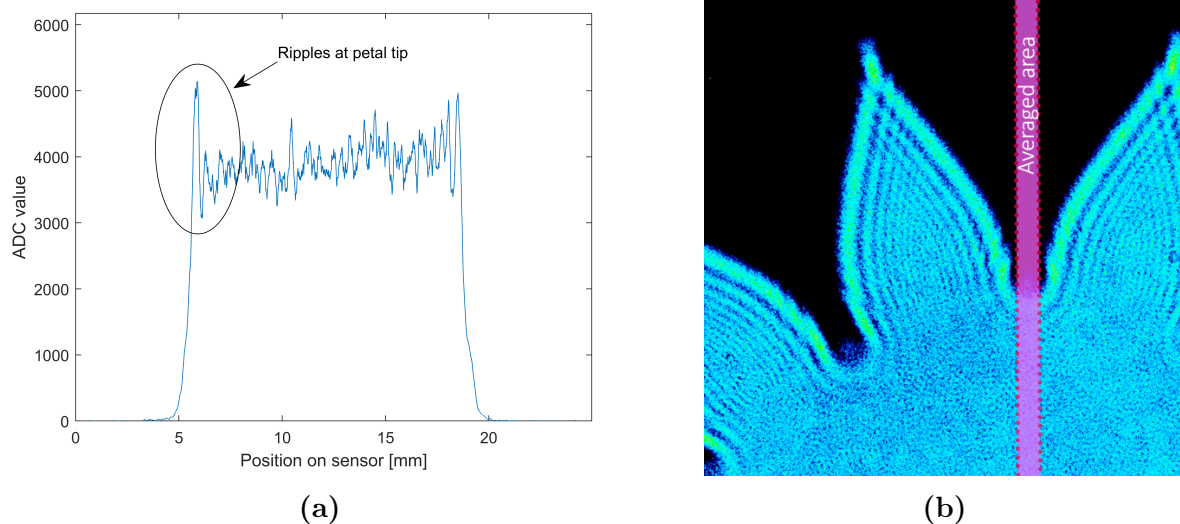 6000
5000
4000
3000
2000
1000
0
0 5 10 15 20
ADC value
Position on sensor [mm]
Ripples at petal tip
(a)
Averaged area
(b)